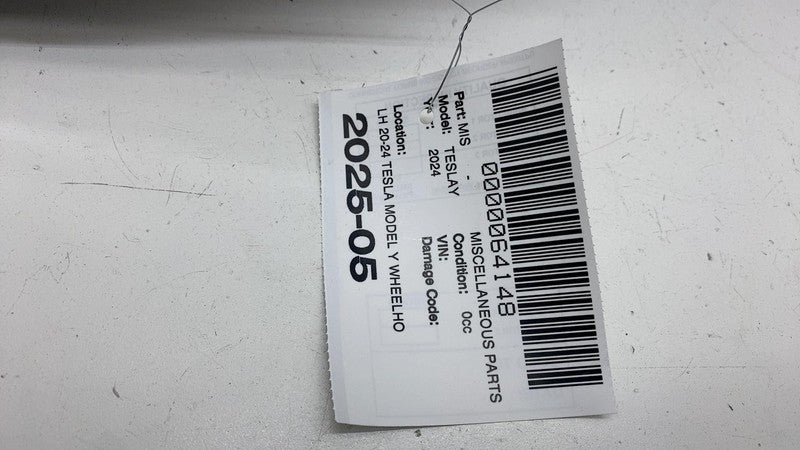 0000064148
Part: MIS - MISCELLANEOUS PARTS
Model: TESLAY Condition: 0cc
Year: 2024 VIN:
Damage Code:
Location:
LH 20-24 TESLA MODEL Y WHEELHO
2025-05